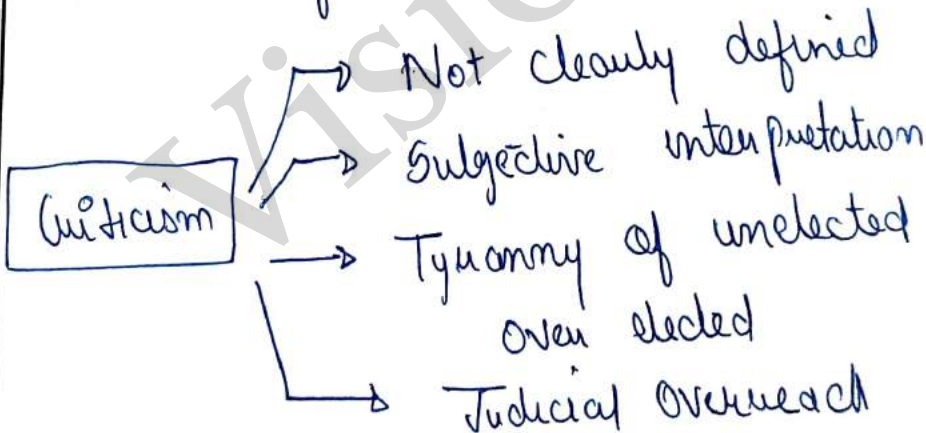 Not clearly defined
Subjective interpretation
Criticism
Tyranny of unelected
over elected
Judicial overreach